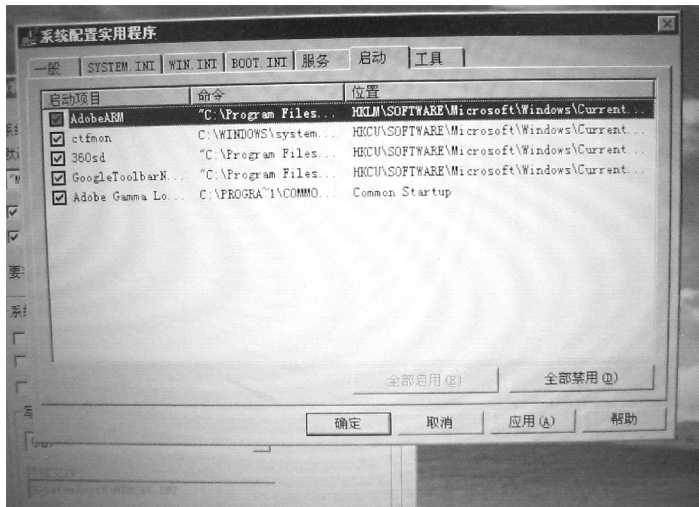 系统配置实用程序
一般 SYSTEM.INI WIN.INI BOOT.INI 服务 启动 工具
启动项目 命令 位置
AdobeARM "C:\Program Files... HKLM\SOFTWARE\Microsoft\Windows\Current...
ctfmon C:\WINDOWS\system... HKCU\SOFTWARE\Microsoft\Windows\Current...
360sd "C:\Program Files... HKCU\SOFTWARE\Microsoft\Windows\Current...
GoogleToolbarN... "C:\Program Files... HKCU\SOFTWARE\Microsoft\Windows\Current...
Adobe Gamma Lo... C:\PROGRA~1\COMMO... Common Startup
全部启用(E) 全部禁用(D)
确定 取消 应用(A) 帮助